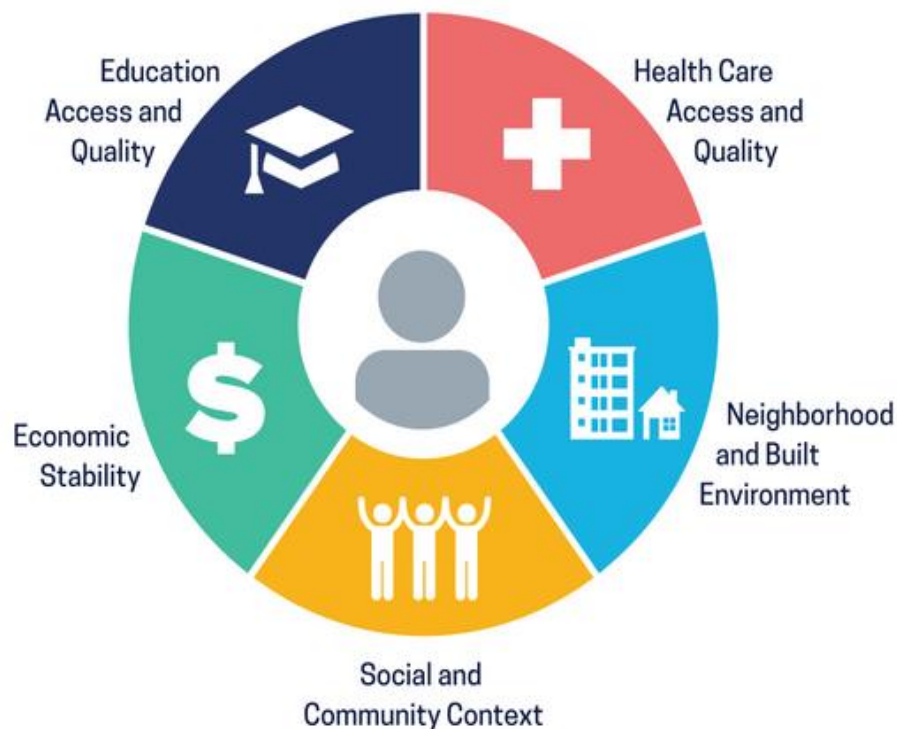 Education
Access and
Quality
Health Care
Access and
Quality
Economic
Stability
Neighborhood
and Built
Environment
Social and
Community Context